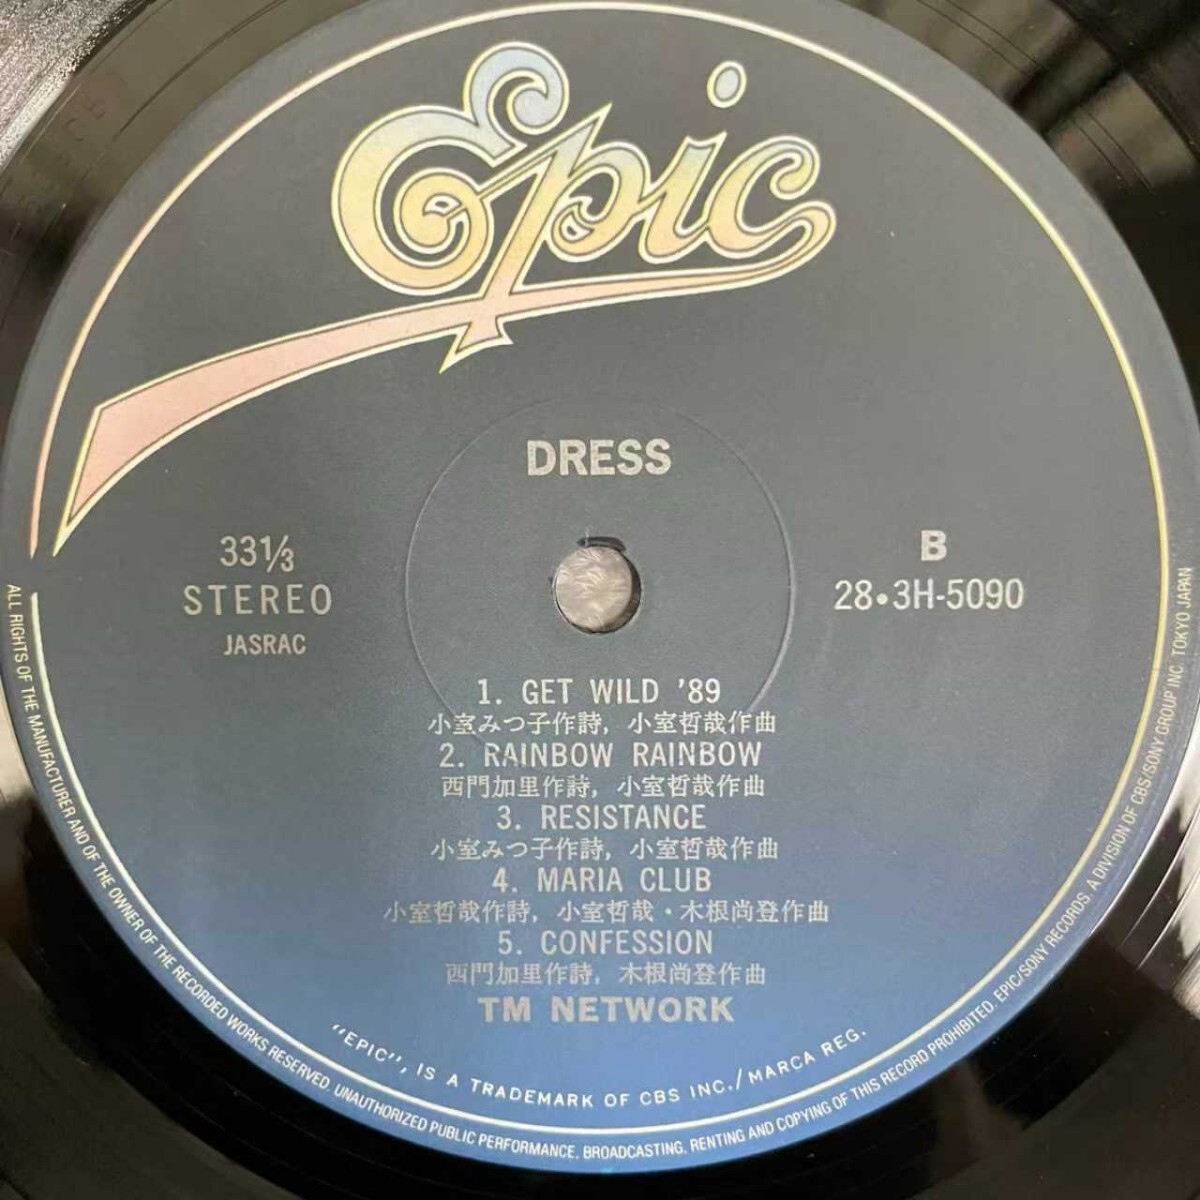 Epic
DRESS
33⅓
STEREO
JASRAC
B
28•3H-5090
1. GET WILD '89
小室みつ子作詩, 小室哲哉作曲
2. RAINBOW RAINBOW
西門加里作詩, 小室哲哉作曲
3. RESISTANCE
小室みつ子作詩, 小室哲哉作曲
4. MARIA CLUB
小室哲哉作詩, 小室哲哉・木根尚登作曲
5. CONFESSION
西門加里作詩, 木根尚登作曲
TM NETWORK
"EPIC", IS A TRADEMARK OF CBS INC./MARCA REG.
ALL RIGHTS OF THE MANUFACTURER AND OF THE OWNER OF THE RECORDED WORKS RESERVED. UNAUTHORIZED PUBLIC PERFORMANCE, BROADCASTING, RENTING AND COPYING OF THIS RECORD PROHIBITED. EPIC/SONY RECORDS. A DIVISION OF CBS/SONY GROUP INC. TOKYO JAPAN